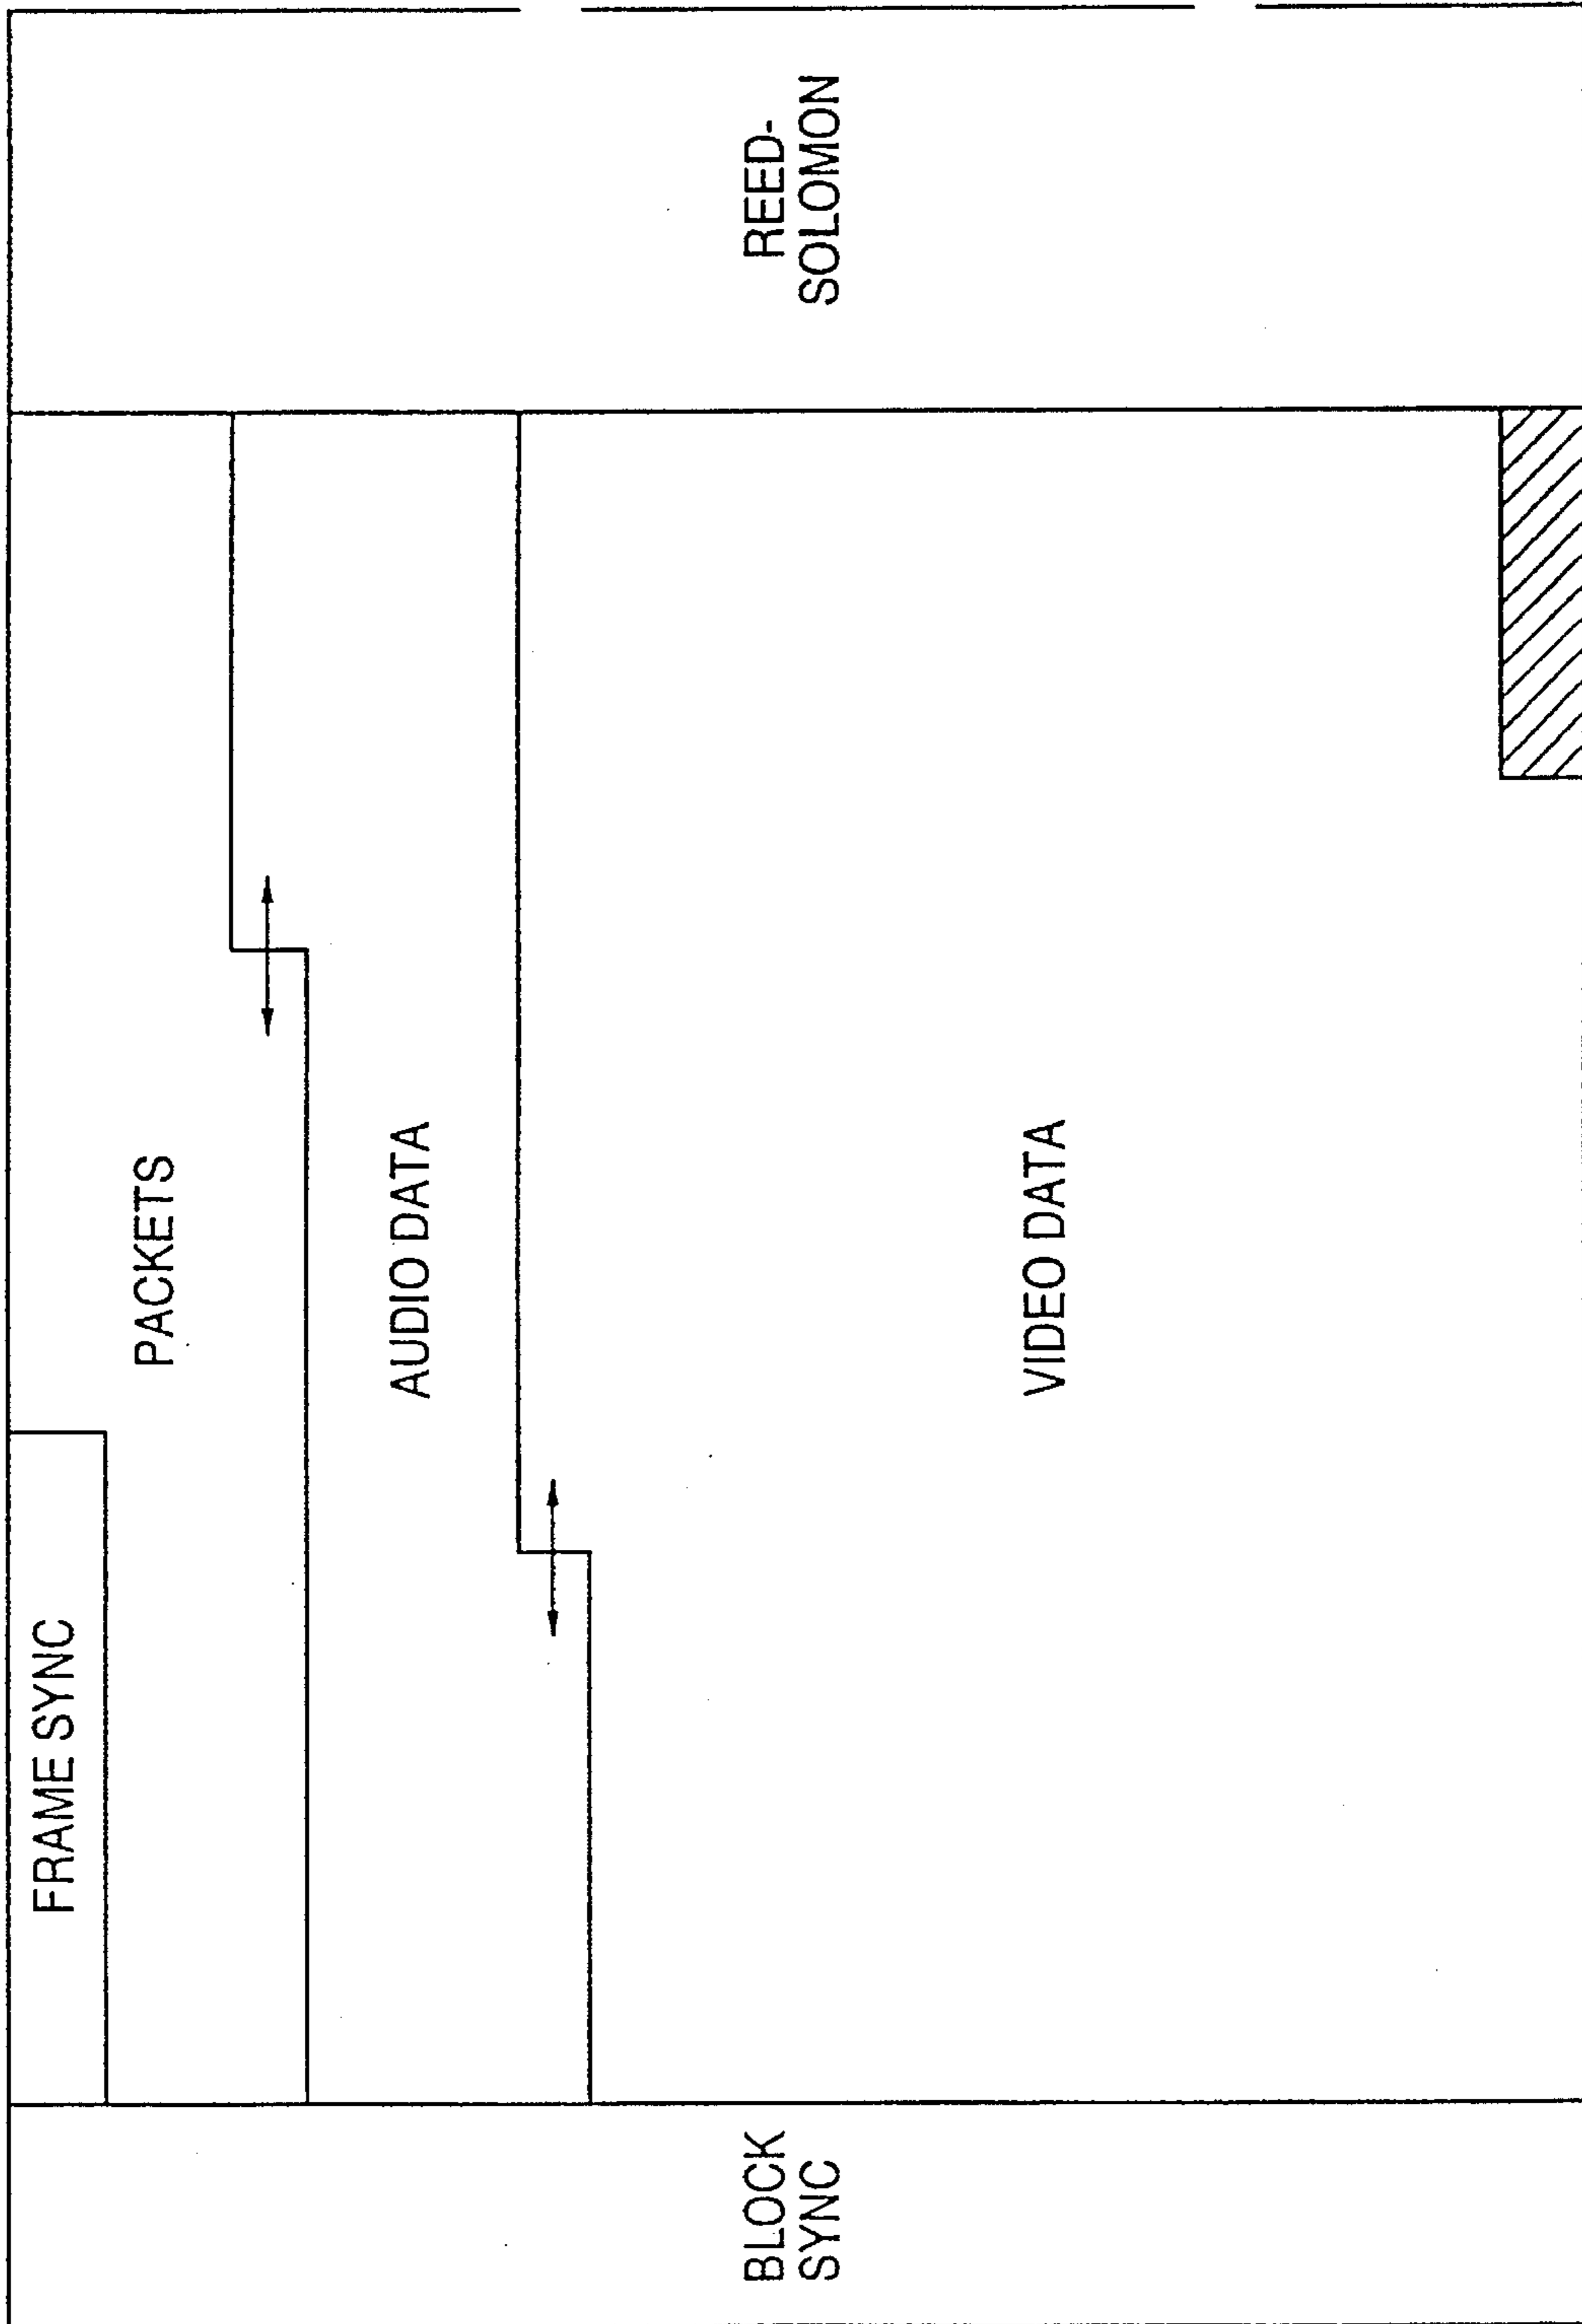 FRAME SYNC
PACKETS
AUDIO DATA
BLOCK
SYNC
VIDEO DATA
REED-
SOLOMON